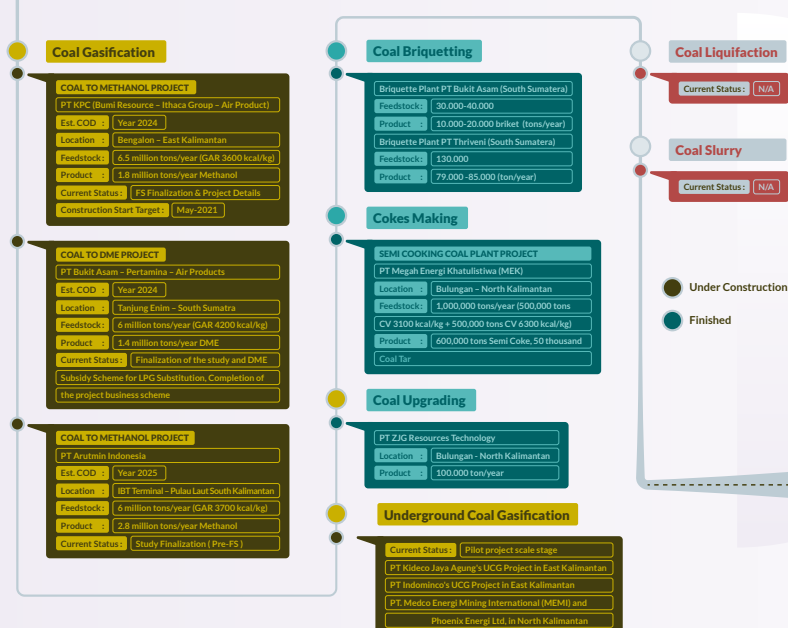 Coal Gasification
COAL TO METHANOL PROJECT
PT KPC (Bumi Resource – Ithaca Group – Air Product)
Est. COD : Year 2024
Location : Bengalon – East Kalimantan
Feedstock : 6.5 million tons/year (GAR 3600 kcal/kg)
Product : 1.8 million tons/year Methanol
Current Status : FS Finalization & Project Details
Construction Start Target : May-2021
COAL TO DME PROJECT
PT Bukit Asam – Pertamina – Air Products
Est. COD : Year 2024
Location : Tanjung Enim – South Sumatra
Feedstock : 6 million tons/year (GAR 4200 kcal/kg)
Product : 1.4 million tons/year DME
Current Status : Finalization of the study and DME
Subsidy Scheme for LPG Substitution, Completion of
the project business scheme
COAL TO METHANOL PROJECT
PT Arutmin Indonesia
Est. COD : Year 2025
Location : IBT Terminal – Pulau Laut South Kalimantan
Feedstock : 6 million tons/year (GAR 3700 kcal/kg)
Product : 2.8 million tons/year Methanol
Current Status : Study Finalization ( Pre-FS )
Coal Briquetting
Briquette Plant PT Bukit Asam (South Sumatera)
Feedstock : 30.000-40.000
Product : 10.000-20.000 briket (tons/year)
Briquette Plant PT Thriveni (South Sumatera)
Feedstock : 130.000
Product : 79.000 -85.000 (ton/year)
Cokes Making
SEMI COOKING COAL PLANT PROJECT
PT Megah Energi Khatulistiwa (MEK)
Location : Bulungan – North Kalimantan
Feedstock : 1,000,000 tons/year (500,000 tons
CV 3100 kcal/kg + 500,000 tons CV 6300 kcal/kg)
Product : 600,000 tons Semi Coke, 50 thousand
Coal Tar
Coal Upgrading
PT ZJG Resources Technology
Location : Bulungan - North Kalimantan
Product : 100.000 ton/year
Underground Coal Gasification
Current Status : Pilot project scale stage
PT Kideco Jaya Agung's UCG Project in East Kalimantan
PT Indominco's UCG Project in East Kalimantan
PT. Medco Energi Mining International (MEMI) and
Phoenix Energi Ltd, in North Kalimantan
Coal Liquifaction
Current Status : N/A
Coal Slurry
Current Status : N/A
Under Construction
Finished